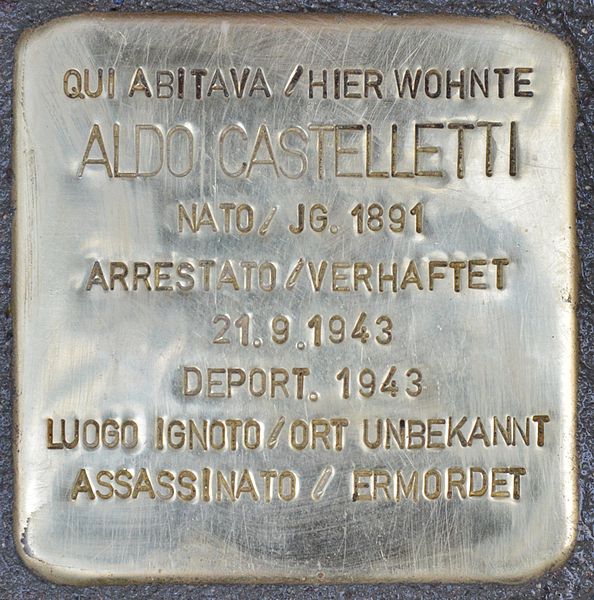 QUI ABITAVA / HIER WOHNTE
ALDO CASTELLETTI
NATO / JG. 1891
ARRESTATO / VERHAFTET
21.9.1943
DEPORT. 1943
LUOGO IGNOTO / ORT UNBEKANNT
ASSASSINATO / ERMORDET